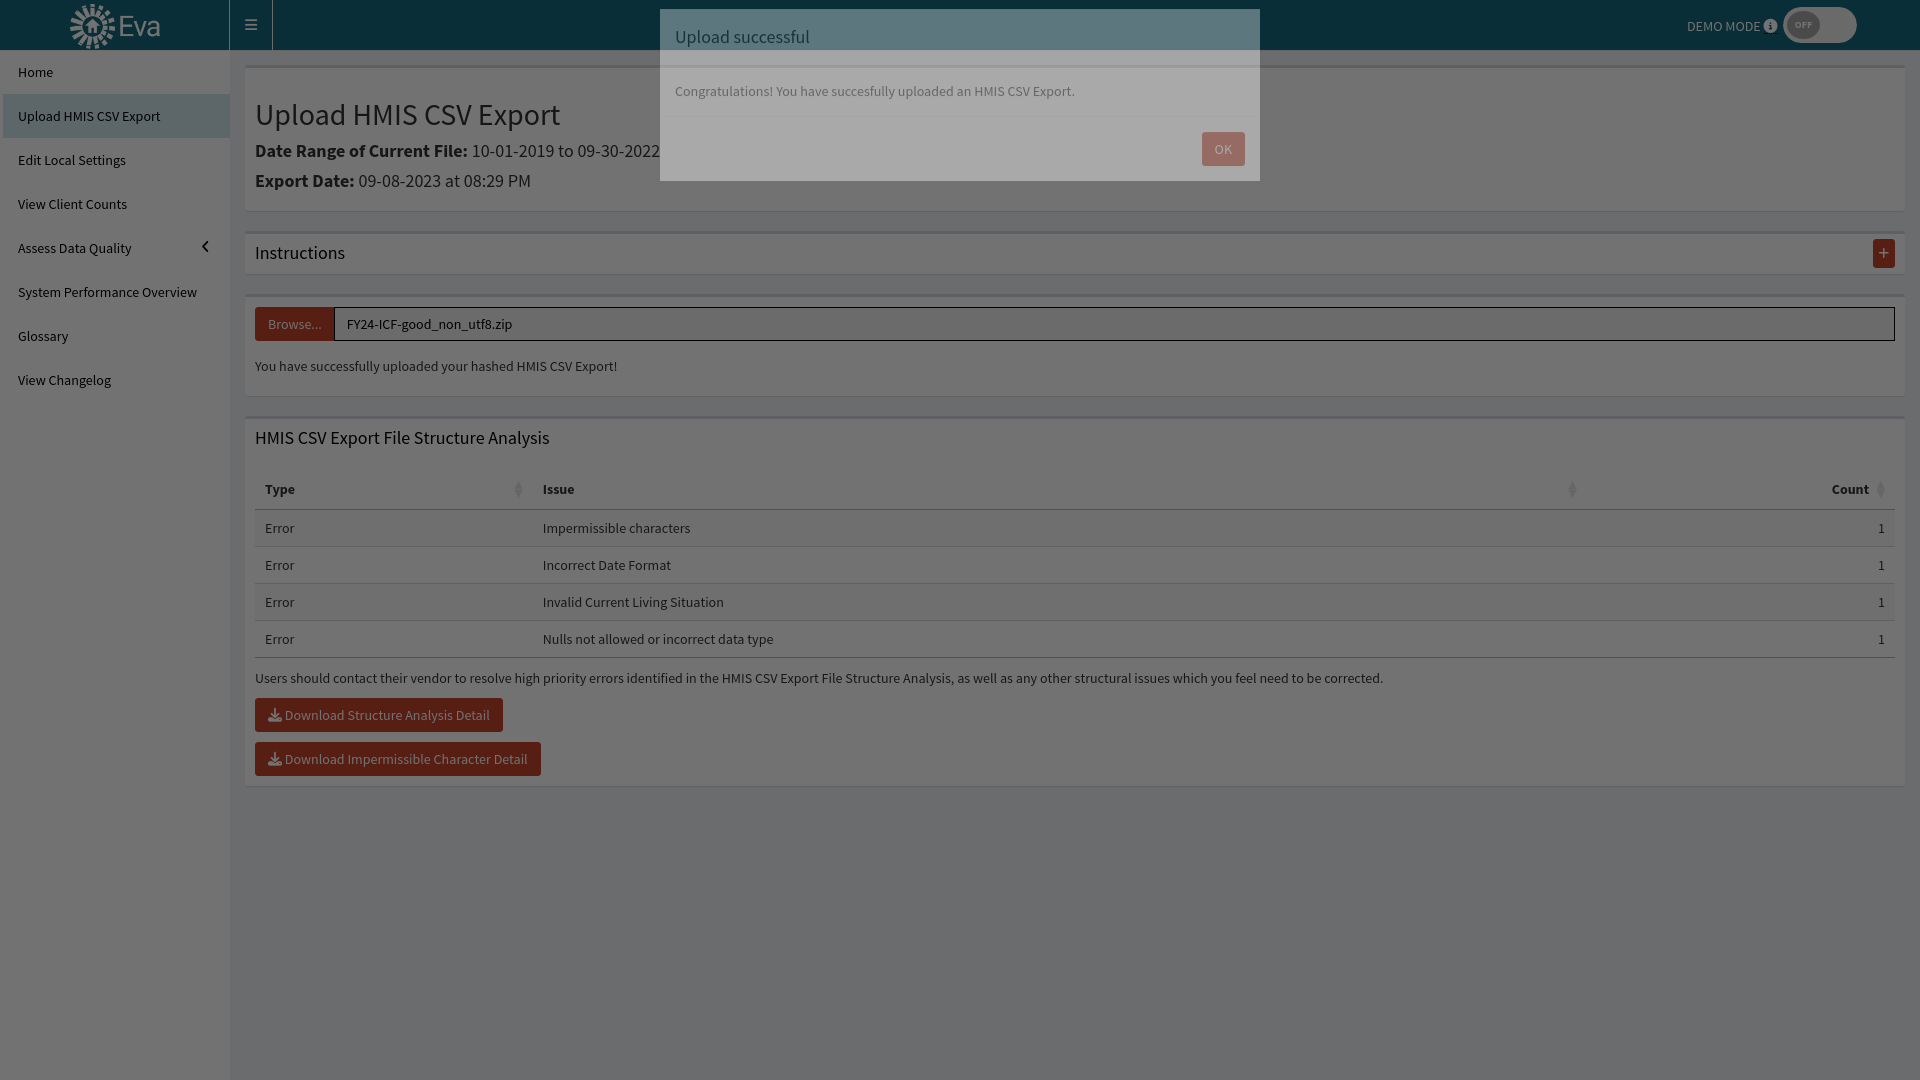 Eva
DEMO MODE
OFF
Upload successful
Congratulations! You have succesfully uploaded an HMIS CSV Export.
OK
Home
Upload HMIS CSV Export
Edit Local Settings
View Client Counts
Assess Data Quality
System Performance Overview
Glossary
View Changelog
Upload HMIS CSV Export
Date Range of Current File: 10-01-2019 to 09-30-2022
Export Date: 09-08-2023 at 08:29 PM
Instructions
+
Browse...
FY24-ICF-good_non_utf8.zip
You have successfully uploaded your hashed HMIS CSV Export!
HMIS CSV Export File Structure Analysis
Type Issue Count
Error Impermissible characters 1
Error Incorrect Date Format 1
Error Invalid Current Living Situation 1
Error Nulls not allowed or incorrect data type 1
Users should contact their vendor to resolve high priority errors identified in the HMIS CSV Export File Structure Analysis, as well as any other structural issues which you feel need to be corrected.
Download Structure Analysis Detail
Download Impermissible Character Detail